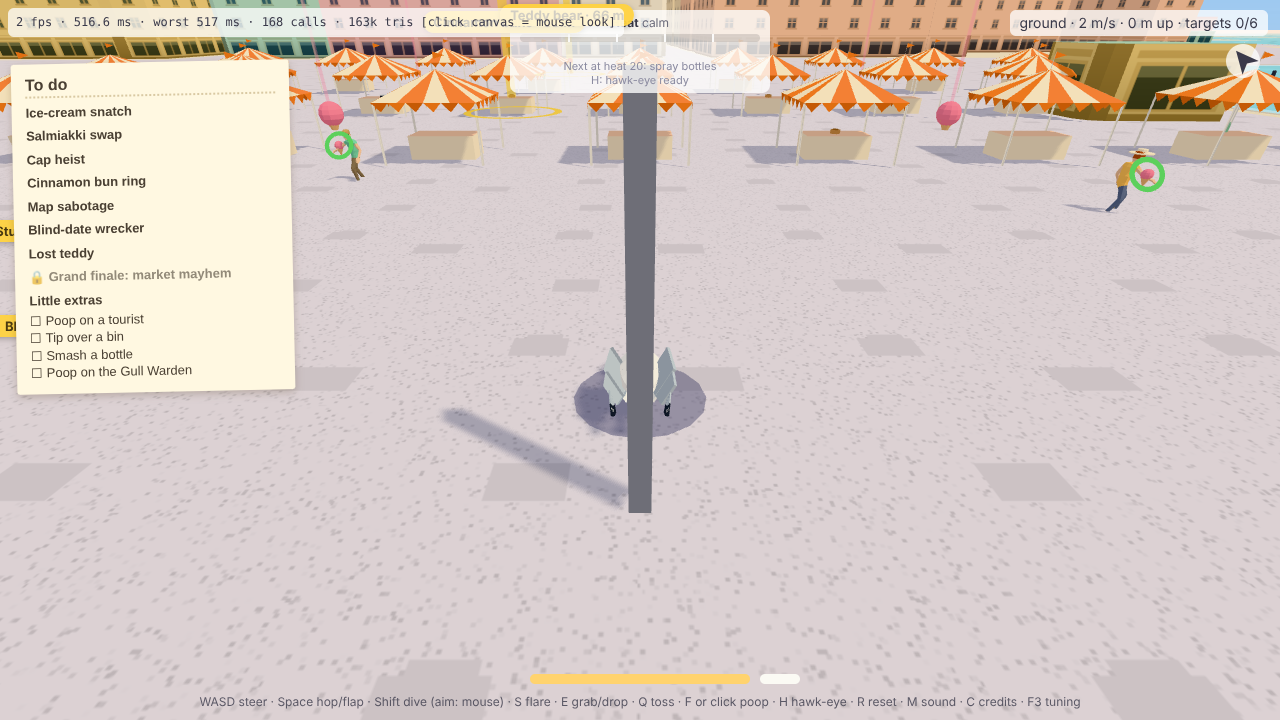 2 fps · 516.6 ms · worst 517 ms · 168 calls · 163k tris [click canvas = mouse look]
calm
ground · 2 m/s · 0 m up · targets 0/6
Next at heat 20: spray bottles
H: hawk-eye ready
To do
Ice-cream snatch
Salmiakki swap
Cap heist
Cinnamon bun ring
Map sabotage
Blind-date wrecker
Lost teddy
🔒 Grand finale: market mayhem
Little extras
☐ Poop on a tourist
☐ Tip over a bin
☐ Smash a bottle
☐ Poop on the Gull Warden
WASD steer · Space hop/flap · Shift dive (aim: mouse) · S flare · E grab/drop · Q toss · F or click poop · H hawk-eye · R reset · M sound · C credits · F3 tuning